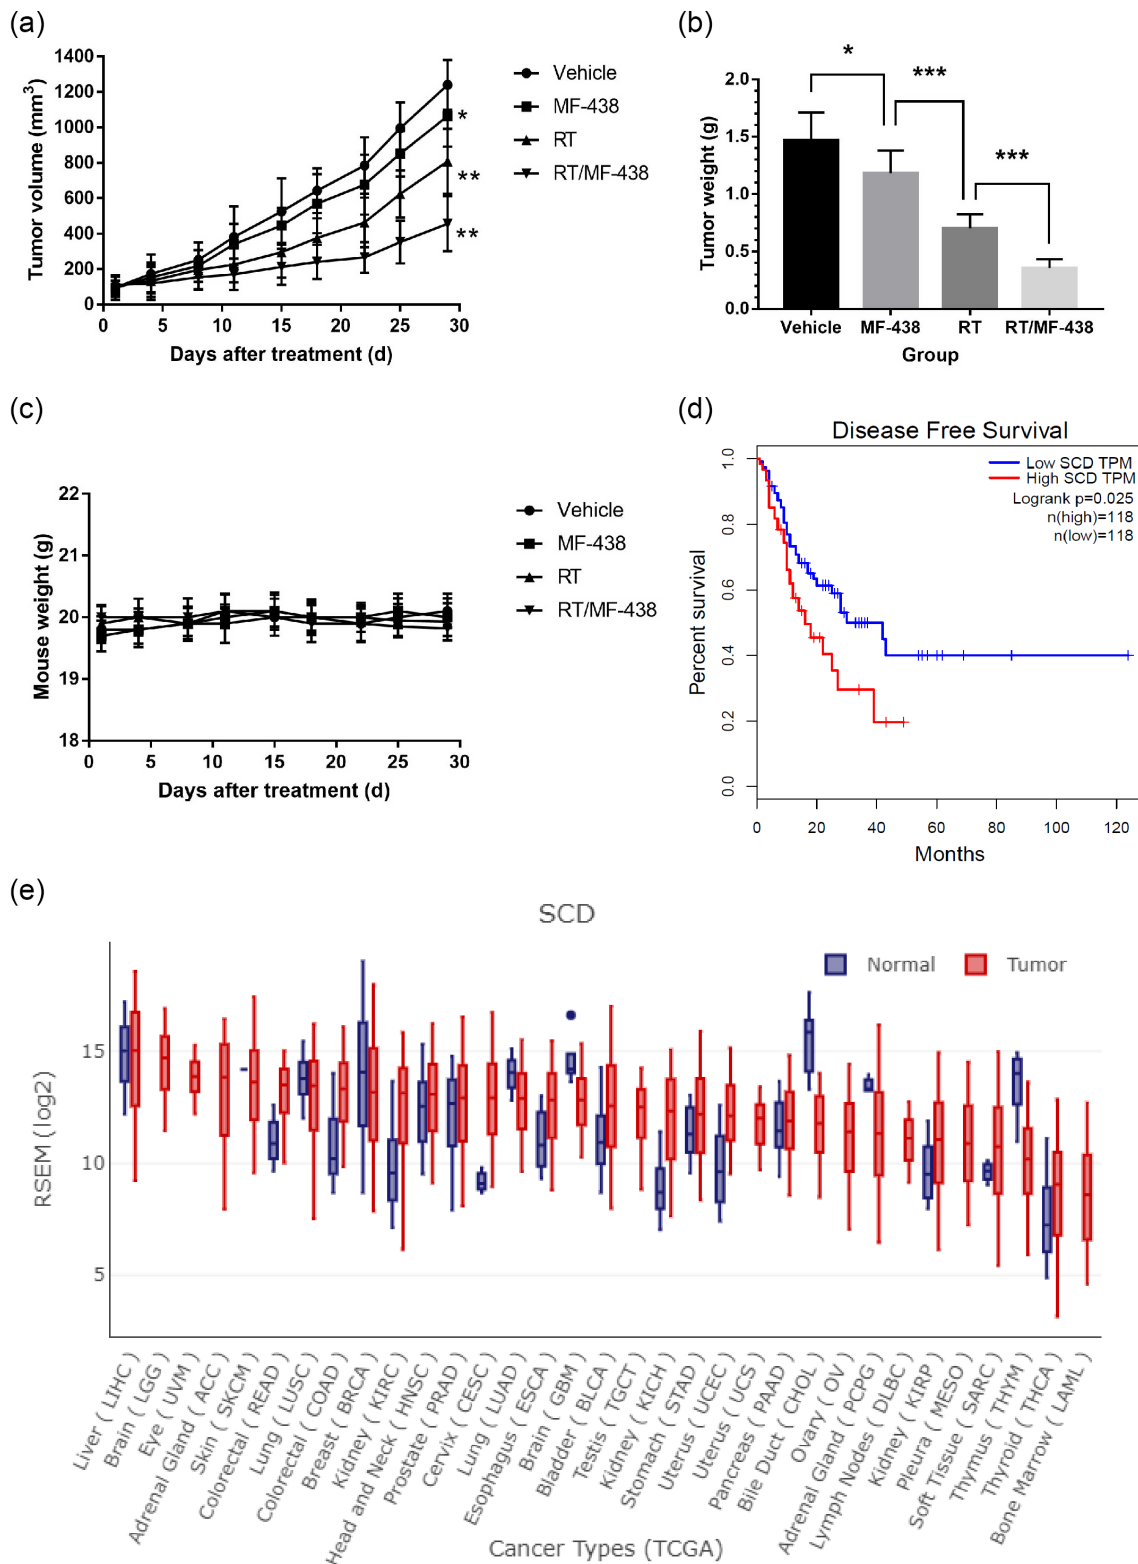 (a)
1400
1200
1000
800
600
400
200
0
0 5 10 15 20 25 30
Tumor volume (mm3)
Days after treatment (d)
Vehicle
MF-438
RT
RT/MF-438
*
**
**
(b)
2.0
1.5
1.0
0.5
0.0
Tumor weight (g)
*
***
***
Vehicle MF-438 RT RT/MF-438
Group
(c)
22
21
20
19
18
0 5 10 15 20 25 30
Mouse weight (g)
Days after treatment (d)
Vehicle
MF-438
RT
RT/MF-438
(d)
Disease Free Survival
Low SCD TPM
High SCD TPM
Logrank p=0.025
n(high)=118
n(low)=118
1.0
0.8
0.6
0.4
0.2
0.0
Percent survival
0 20 40 60 80 100 120
Months
(e)
SCD
Normal Tumor
15
10
5
RSEM (log2)
Liver ( LIHC )
Brain ( LGG )
Eye ( UVM )
Adrenal Gland ( ACC )
Skin ( SKCM )
Colorectal ( READ )
Lung ( LUSC )
Colorectal ( COAD )
Breast ( BRCA )
Kidney ( KIRC )
Head and Neck ( HNSC )
Prostate ( PRAD )
Cervix ( CESC )
Lung ( LUAD )
Esophagus ( ESCA )
Brain ( GBM )
Bladder ( BLCA )
Testis ( TGCT )
Kidney ( KICH )
Stomach ( STAD )
Uterus ( UCEC )
Uterus ( UCS )
Pancreas ( PAAD )
Bile Duct ( CHOL )
Ovary ( OV )
Adrenal Gland ( PCPG )
Lymph Nodes ( DLBC )
Kidney ( KIRP )
Pleura ( MESO )
Soft Tissue ( SARC )
Thymus ( THYM )
Thyroid ( THCA )
Bone Marrow ( LAML )
Cancer Types (TCGA)